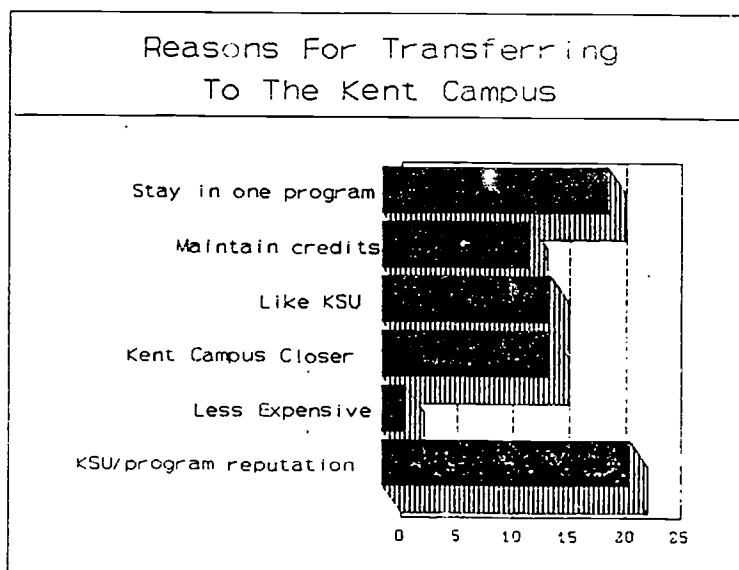 Reasons For Transferring
To The Kent Campus
Stay in one program
Maintain credits
Like KSU
Kent Campus Closer
Less Expensive
KSU/program reputation
0 5 10 15 20 25